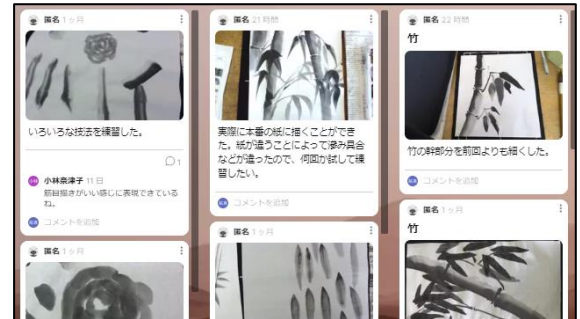 匿名 1ヶ月
いろいろな技法を練習した。
1
小林奈津子 11日
筋目描きがいい感じに表現できている
ね。
コメントを追加
匿名 1ヶ月
匿名 21時間
実際に本番の紙に描くことができ
た。紙が違うことによって滲み具合
などが違ったので、何回か試して練
習したい。
コメントを追加
匿名 1ヶ月
匿名 22時間
竹
竹の幹部分を前回よりも細くした。
コメントを追加
匿名 1ヶ月
竹